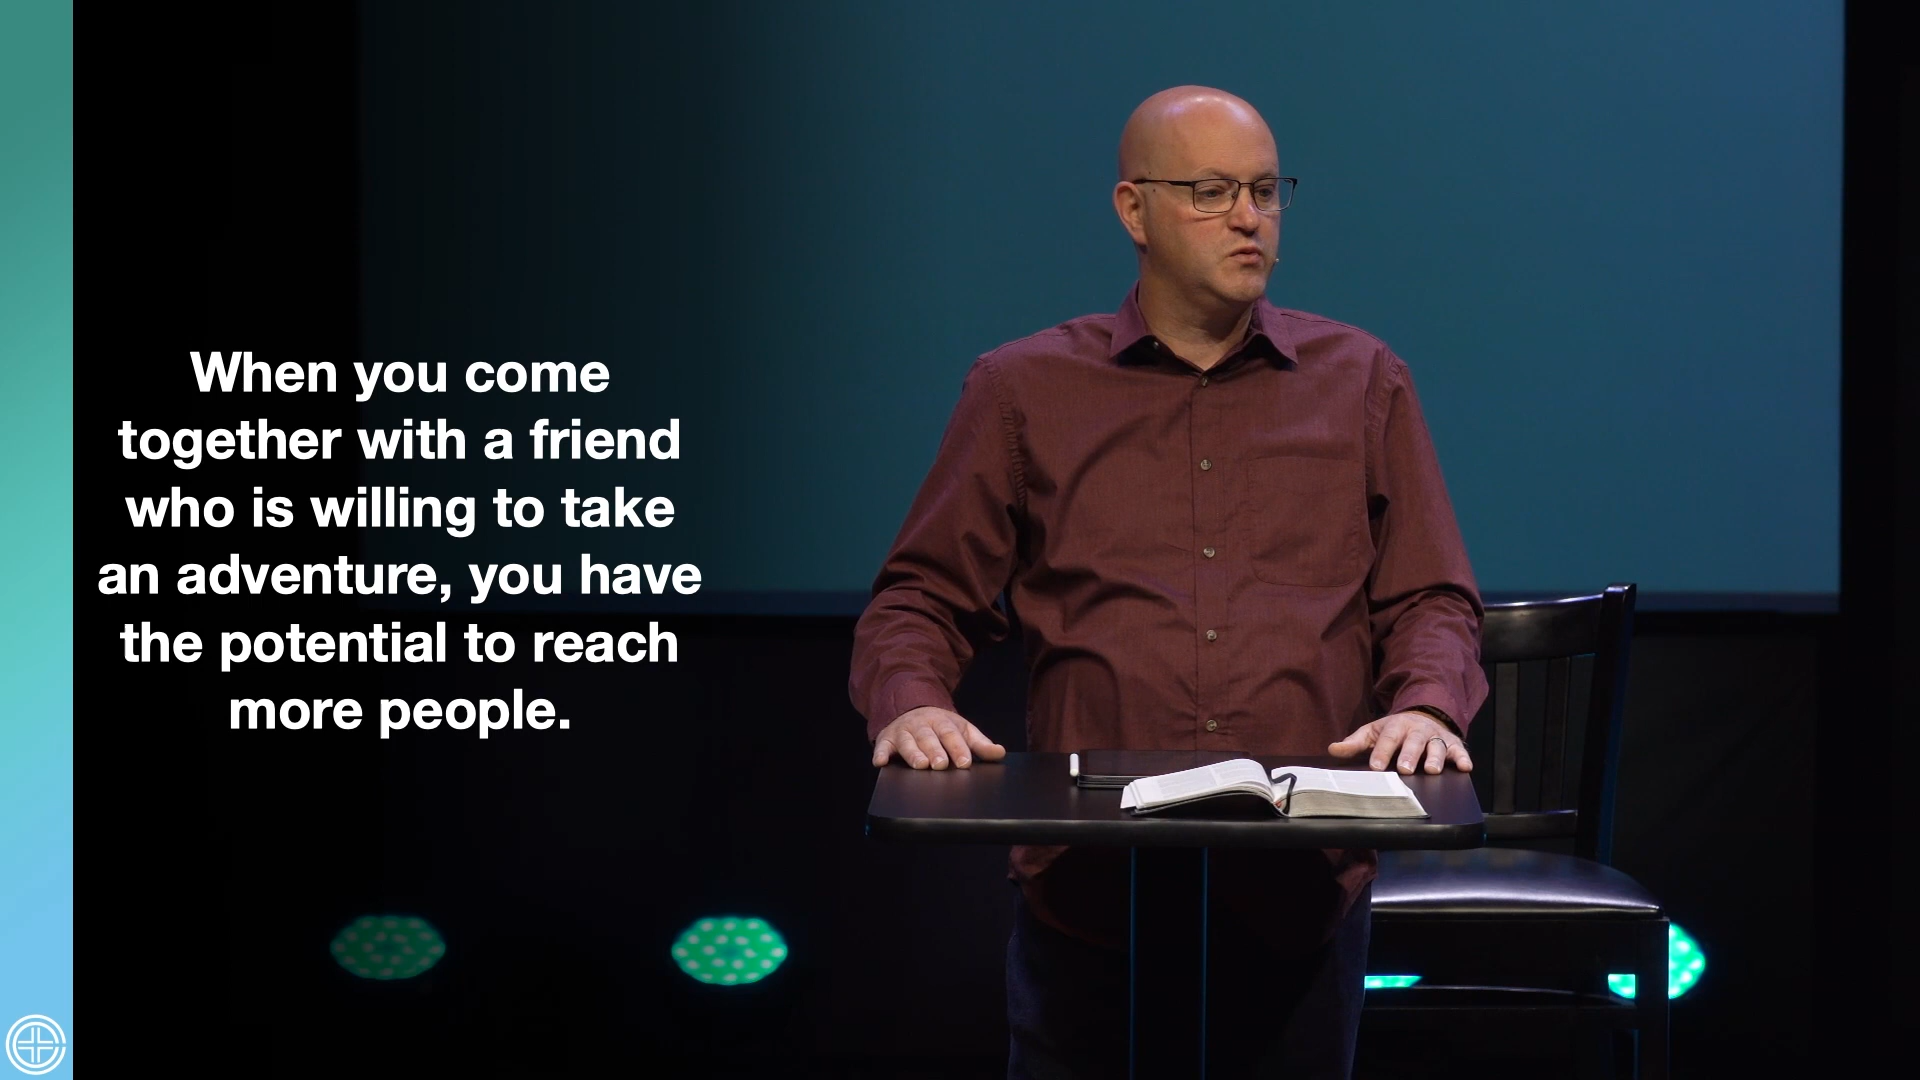 When you come
together with a friend
who is willing to take
an adventure, you have
the potential to reach
more people.